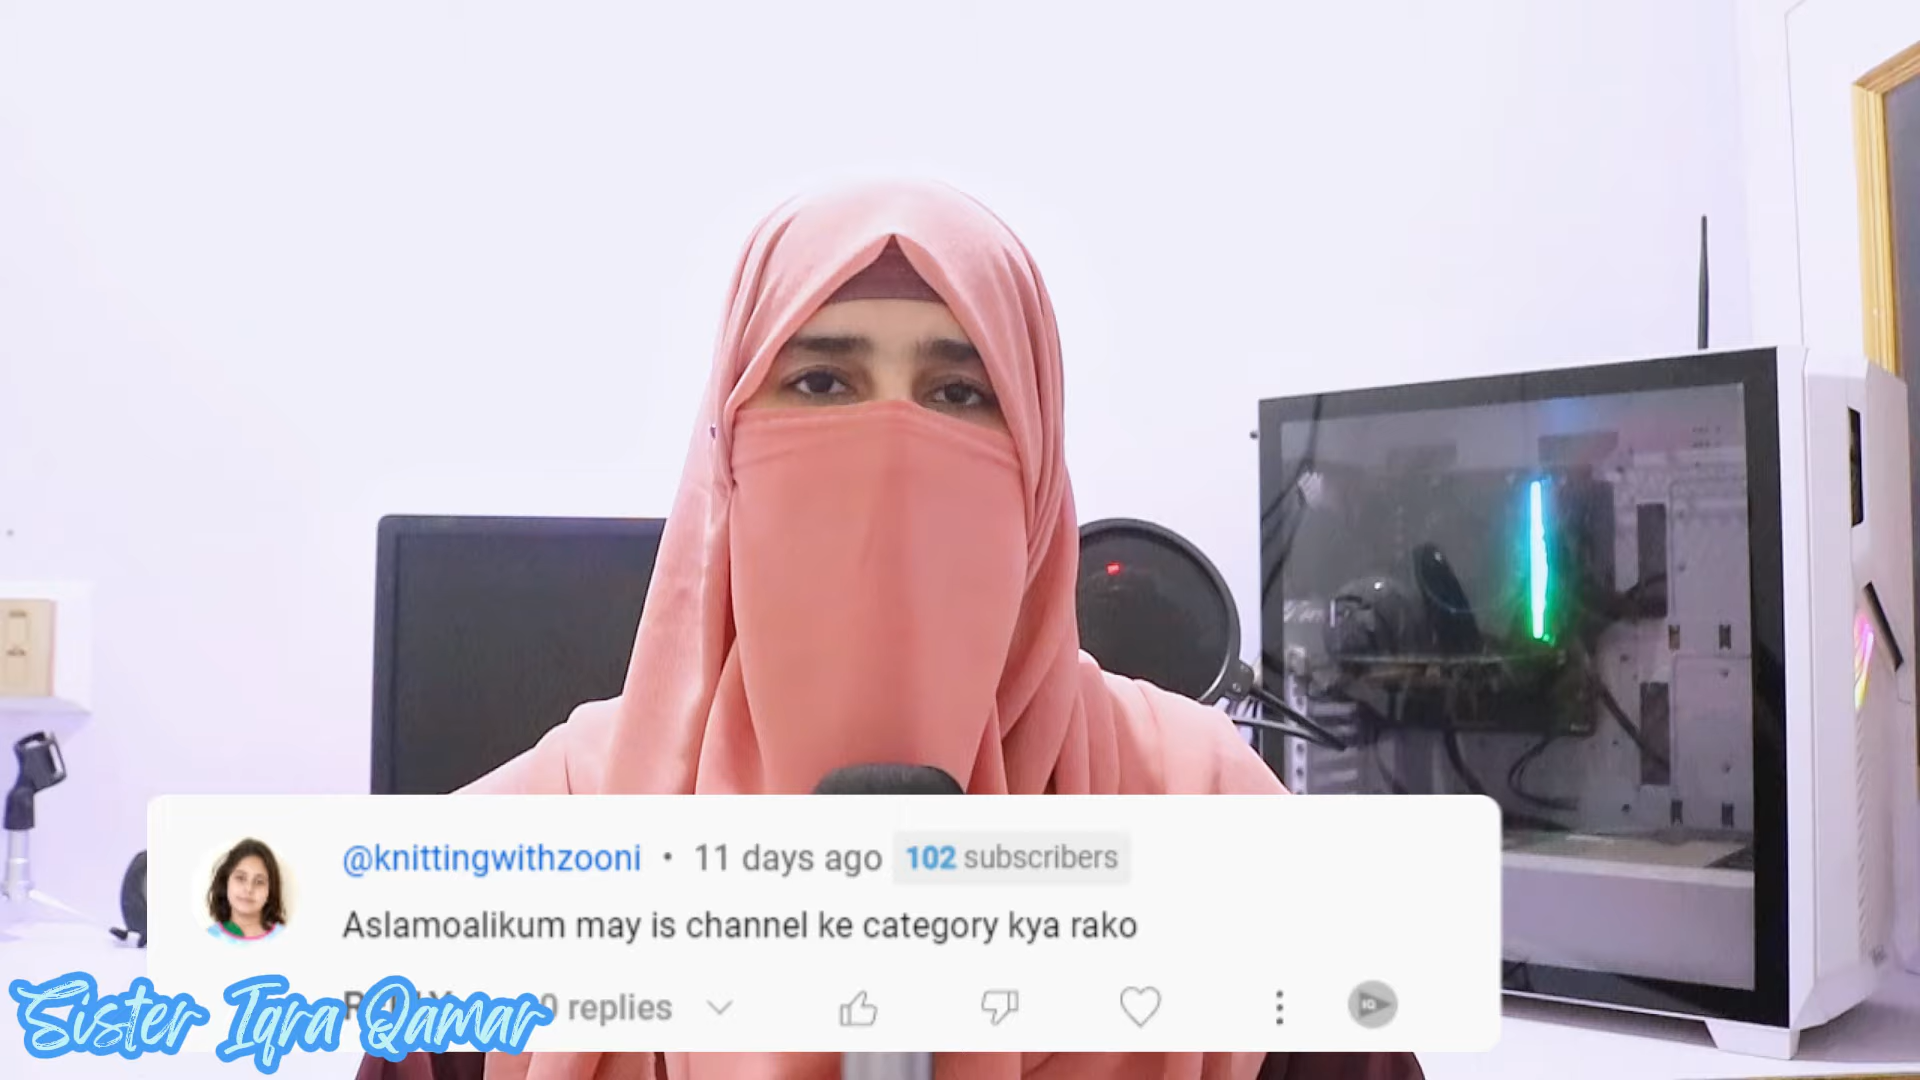 @knittingwithzooni • 11 days ago 102 subscribers
Aslamoalikum may is channel ke category kya rako
replies
Sister Iqra Qamar